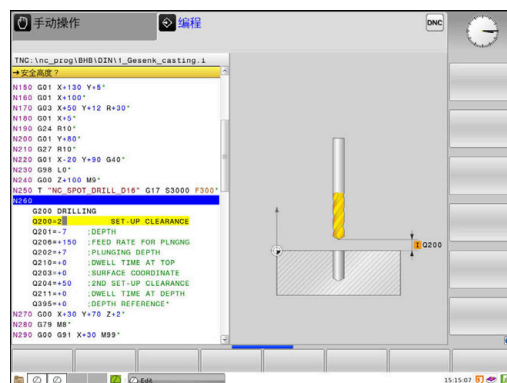 手动操作
编程
DNC
TNC:\nc_prog\BHB\DIN\1_Gesenk_casting.i
→安全高度？
N150 G01 X+130 Y+5*
N160 G01 X+100*
N170 G03 X+50 Y+12 R+30*
N180 G01 X+5*
N190 G24 R10*
N200 G01 Y+80*
N210 G27 R10*
N220 G01 X-20 Y+90 G40*
N230 G98 L0*
N240 G00 Z+100 M9*
N250 T "NC_SPOT_DRILL_D16" G17 S3000 F300*
N260
G200 DRILLING
Q200=2 SET-UP CLEARANCE
Q201=-7 ;DEPTH
Q206=+150 ;FEED RATE FOR PLNGNG
Q202=+7 ;PLUNGING DEPTH
Q210=+0 ;DWELL TIME AT TOP
Q203=+0 ;SURFACE COORDINATE
Q204=+50 ;2ND SET-UP CLEARANCE
Q211=+0 ;DWELL TIME AT DEPTH
Q395=+0 ;DEPTH REFERENCE*
N270 G00 X+30 Y+70 Z+2*
N280 G79 M8*
N290 G00 G91 X+30 M99*
I Q200
Edit
15:15:07